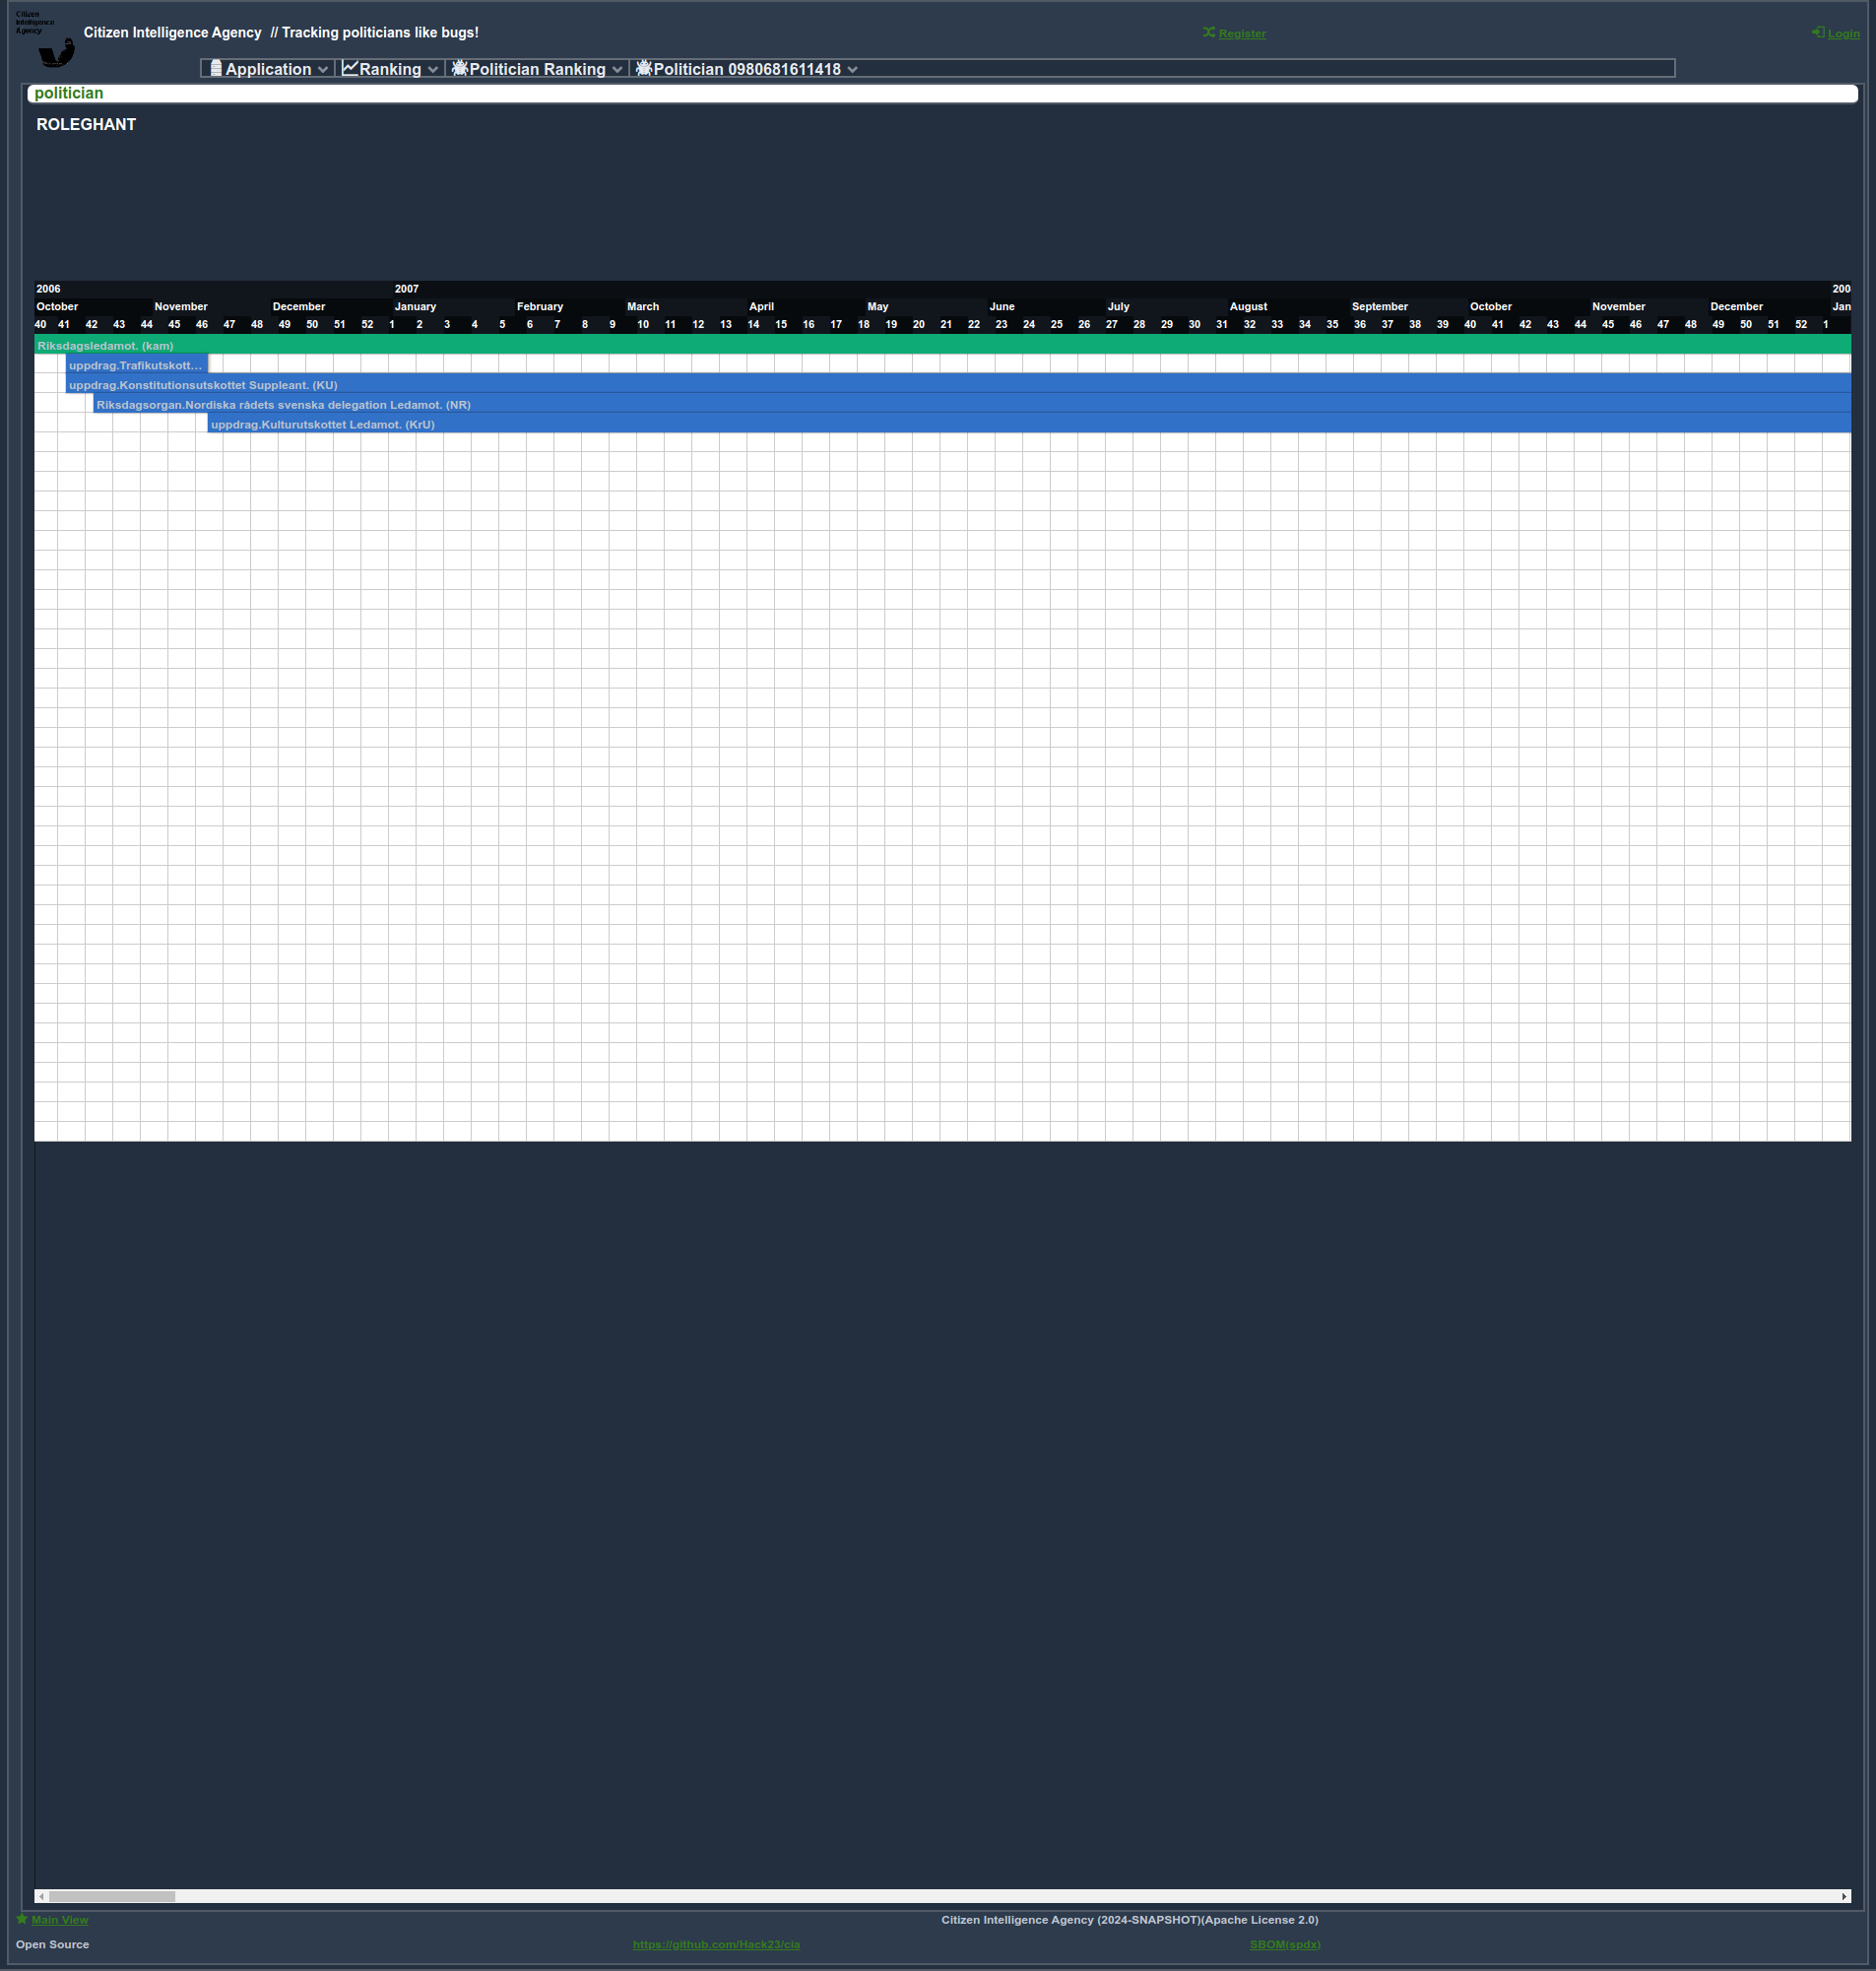 Citizen
Intelligence
Agency
Citizen Intelligence Agency // Tracking politicians like bugs!
Register
Login
Application Ranking Politician Ranking Politician 0980681611418
politician
ROLEGHANT
2006 2007 200
October November December January February March April May June July August September October November December Jan
40 41 42 43 44 45 46 47 48 49 50 51 52 1 2 3 4 5 6 7 8 9 10 11 12 13 14 15 16 17 18 19 20 21 22 23 24 25 26 27 28 29 30 31 32 33 34 35 36 37 38 39 40 41 42 43 44 45 46 47 48 49 50 51 52 1
Riksdagsledamot. (kam)
uppdrag.Trafikutskott...
uppdrag.Konstitutionsutskottet Suppleant. (KU)
Riksdagsorgan.Nordiska rådets svenska delegation Ledamot. (NR)
uppdrag.Kulturutskottet Ledamot. (KrU)
Main View Citizen Intelligence Agency (2024-SNAPSHOT)(Apache License 2.0)
Open Source https://github.com/Hack23/cia SBOM(spdx)